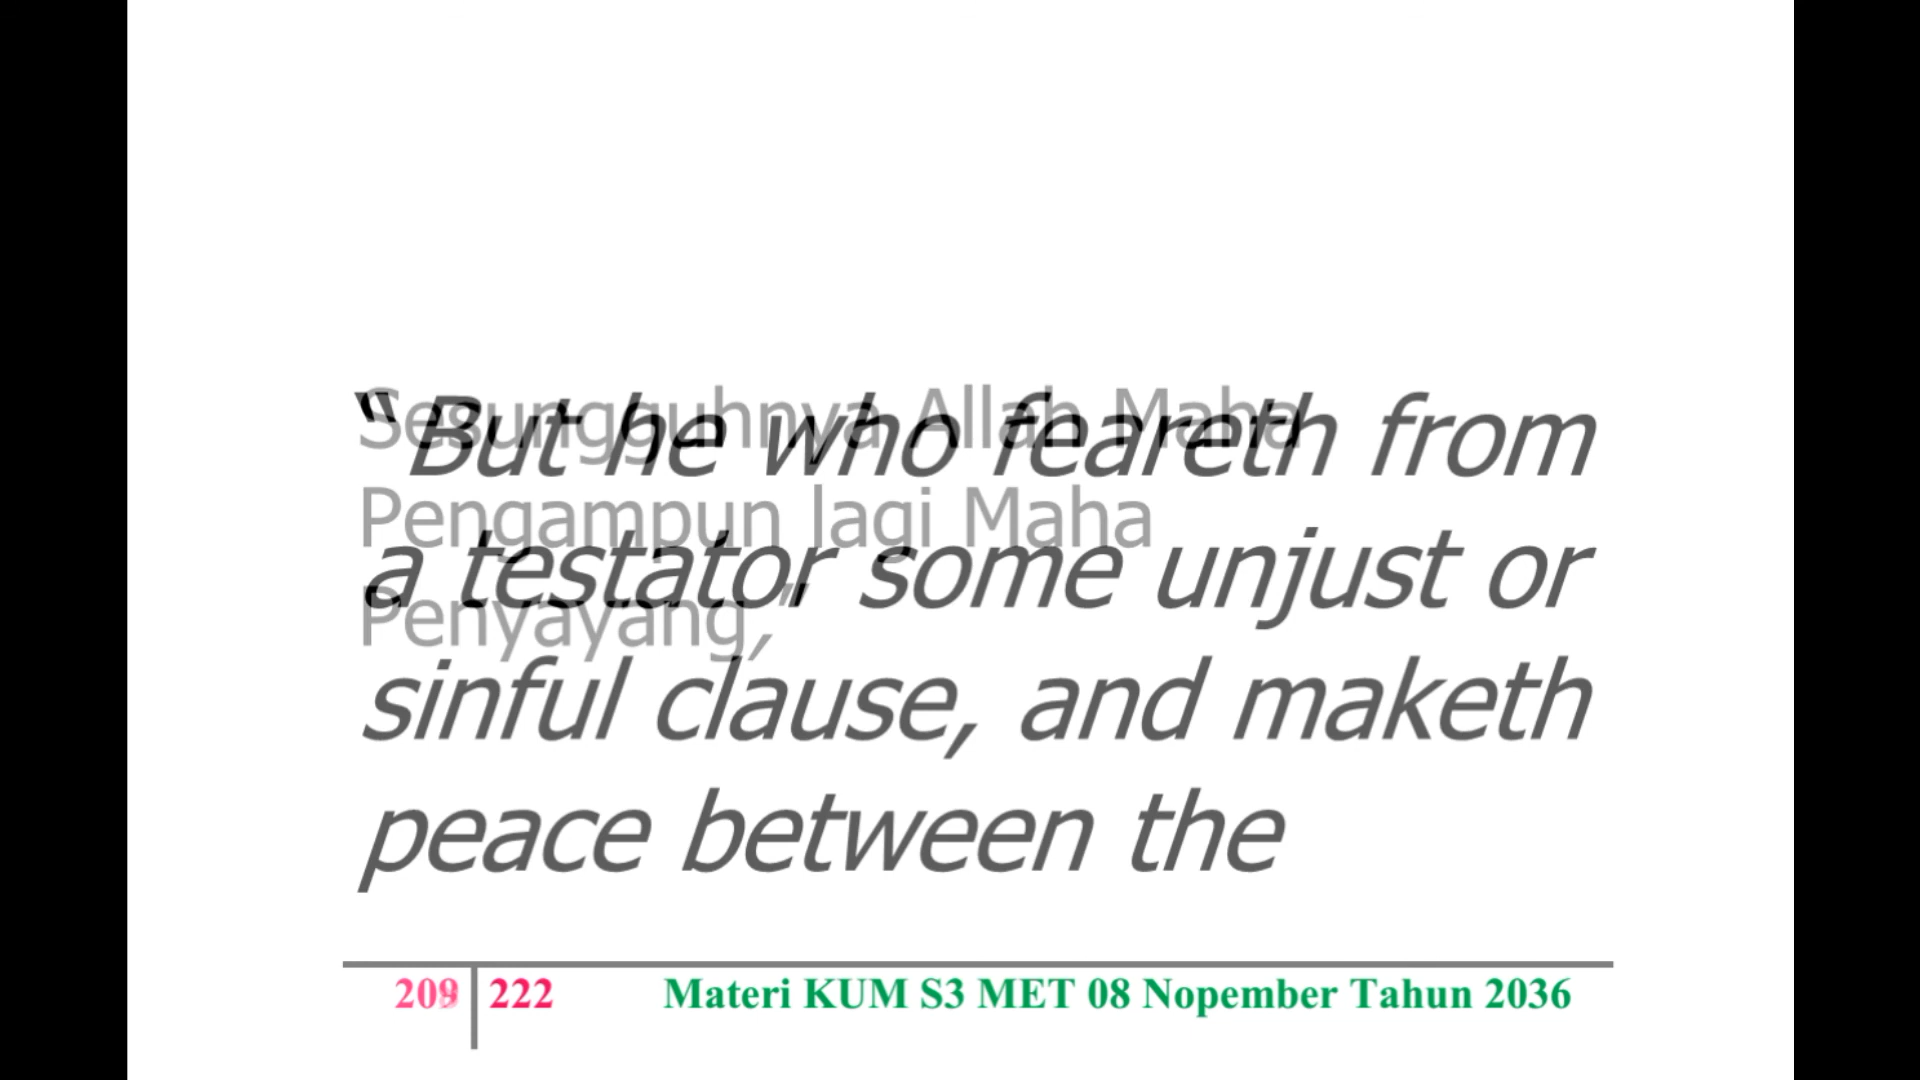 Sesungguhnya Allah Maha
Pengampun lagi Maha
Penyayang,"
“But he who feareth from
a testator some unjust or
sinful clause, and maketh
peace between the
222
Materi KUM S3 MET 08 Nopember Tahun 2036